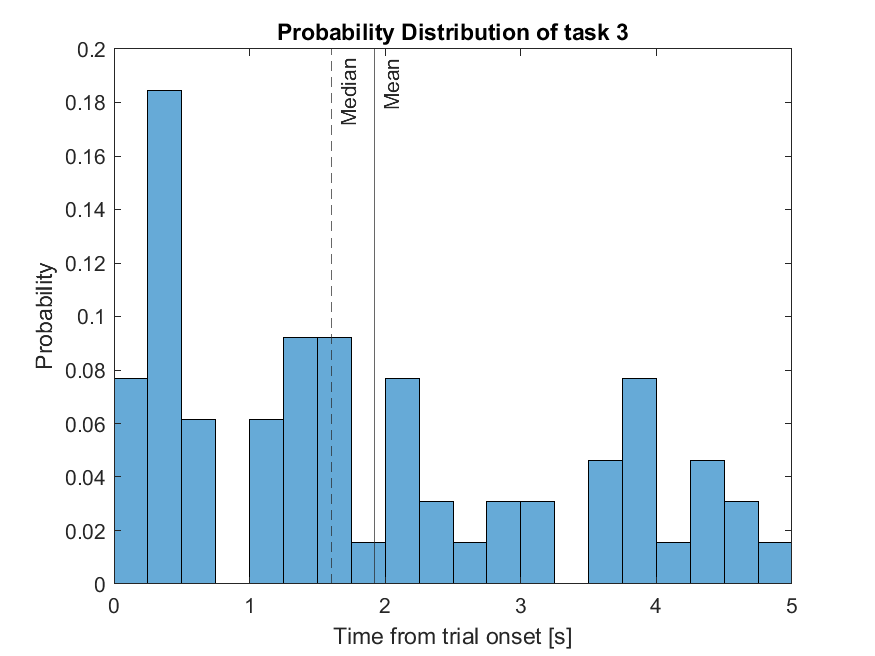 Probability Distribution of task 3
0.2
0.18
0.16
0.14
0.12
0.1
0.08
0.06
0.04
0.02
0
Probability
Median
Mean
0 1 2 3 4 5
Time from trial onset [s]